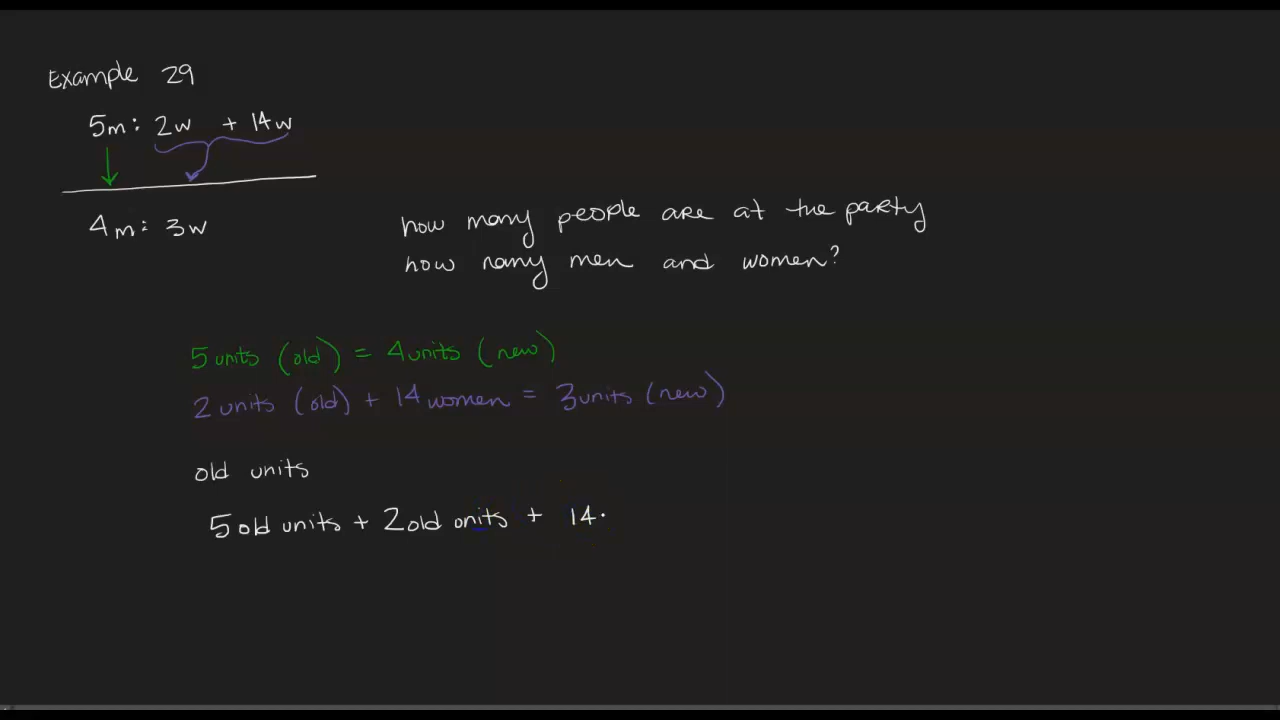 Example 29
5m: 2w + 14w
4m: 3w
how many people are at the party
how many men and women?
5 units (old) = 4 units (new)
2 units (old) + 14 women = 3 units (new)
old units
5 old units + 2 old units + 14.